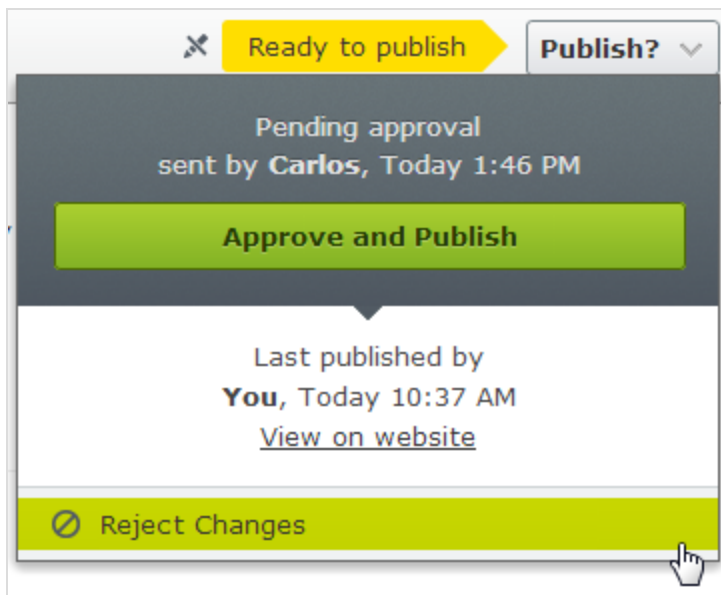 Ready to publish
Publish?
Pending approval
sent by Carlos, Today 1:46 PM
Approve and Publish
Last published by
You, Today 10:37 AM
View on website
Reject Changes